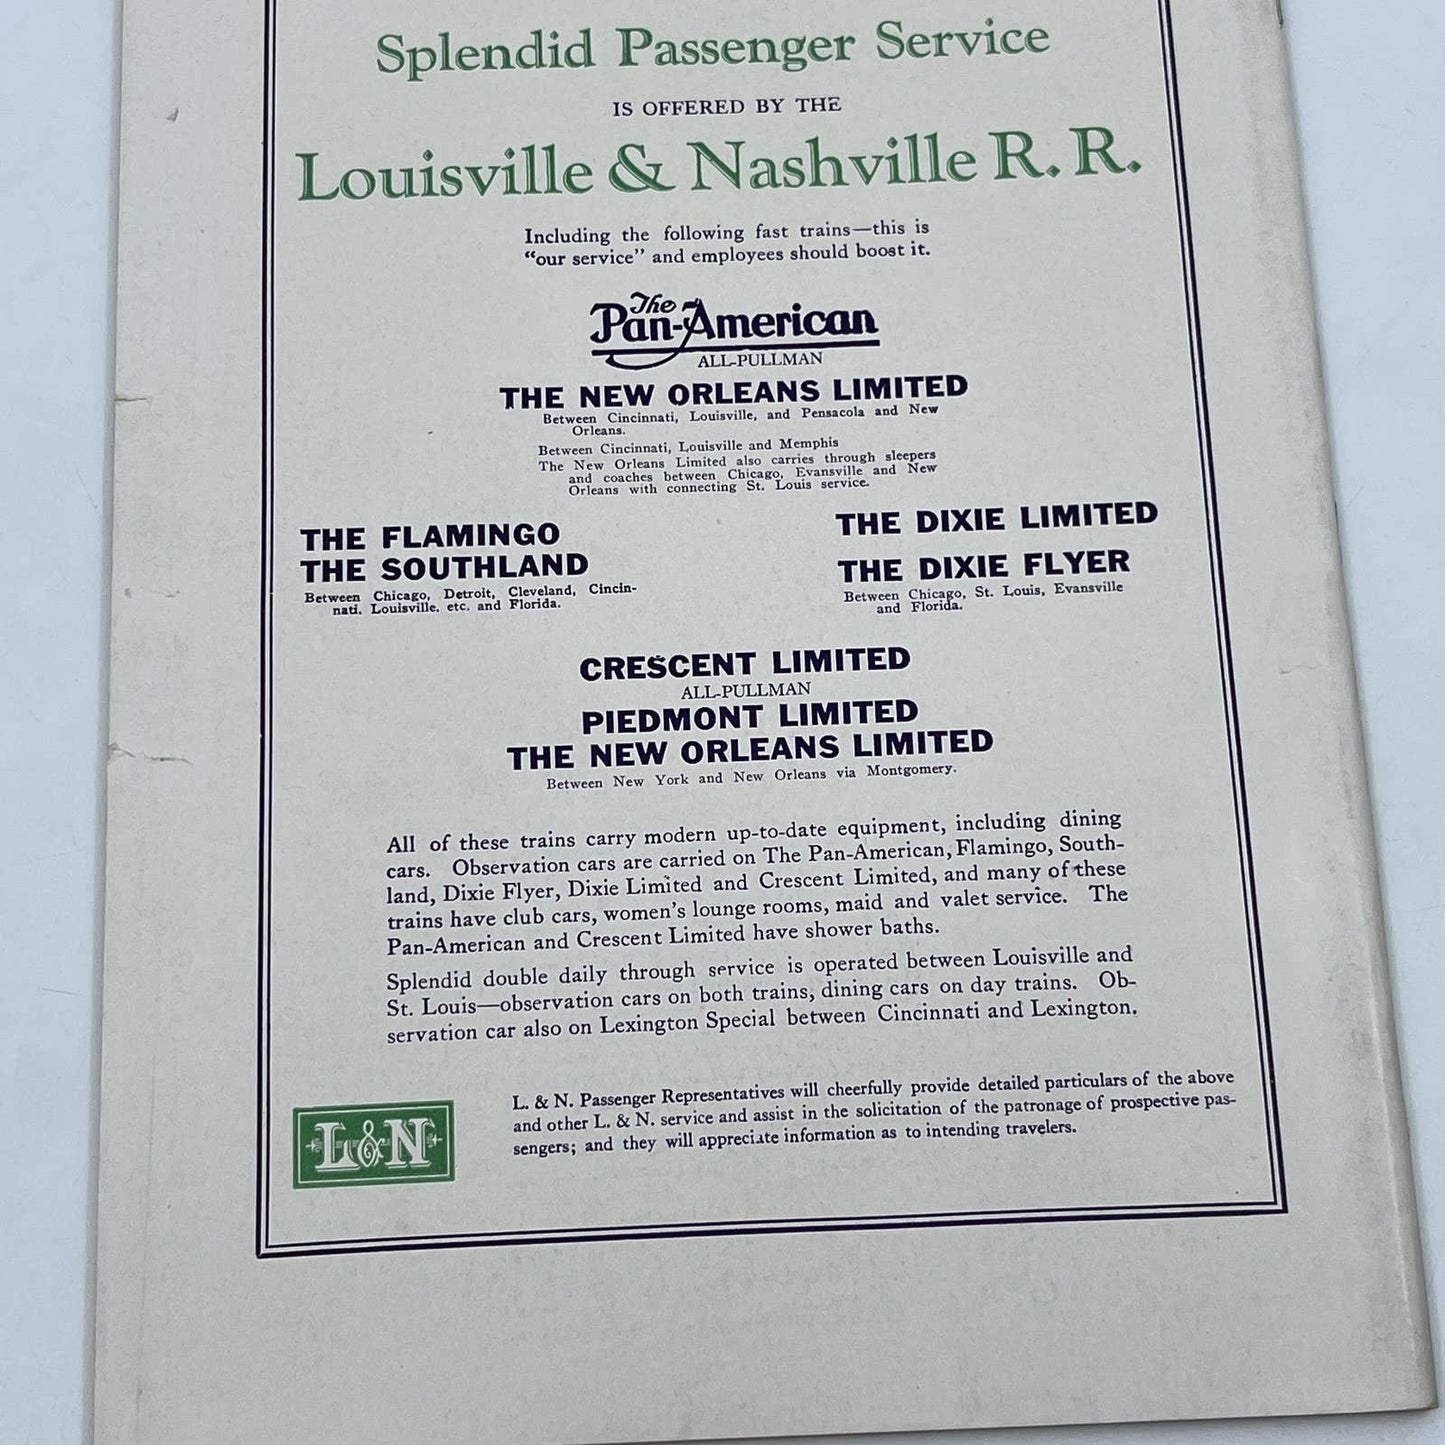 Splendid Passenger Service
IS OFFERED BY THE
Louisville & Nashville R. R.
Including the following fast trains—this is
"our service" and employees should boost it.
The
Pan-American
ALL-PULLMAN
THE NEW ORLEANS LIMITED
Between Cincinnati, Louisville, and Pensacola and New
Orleans.
Between Cincinnati, Louisville and Memphis
The New Orleans Limited also carries through sleepers
and coaches between Chicago, Evansville and New
Orleans with connecting St. Louis service.
THE FLAMINGO
THE SOUTHLAND
Between Chicago, Detroit, Cleveland, Cincin-
nati, Louisville, etc. and Florida.
THE DIXIE LIMITED
THE DIXIE FLYER
Between Chicago, St. Louis, Evansville
and Florida.
CRESCENT LIMITED
ALL-PULLMAN
PIEDMONT LIMITED
THE NEW ORLEANS LIMITED
Between New York and New Orleans via Montgomery.
All of these trains carry modern up-to-date equipment, including dining
cars. Observation cars are carried on The Pan-American, Flamingo, South-
land, Dixie Flyer, Dixie Limited and Crescent Limited, and many of these
trains have club cars, women's lounge rooms, maid and valet service. The
Pan-American and Crescent Limited have shower baths.
Splendid double daily through service is operated between Louisville and
St. Louis—observation cars on both trains, dining cars on day trains. Ob-
servation car also on Lexington Special between Cincinnati and Lexington.
L. & N. Passenger Representatives will cheerfully provide detailed particulars of the above
and other L. & N. service and assist in the solicitation of the patronage of prospective pas-
sengers; and they will appreciate information as to intending travelers.
L&N